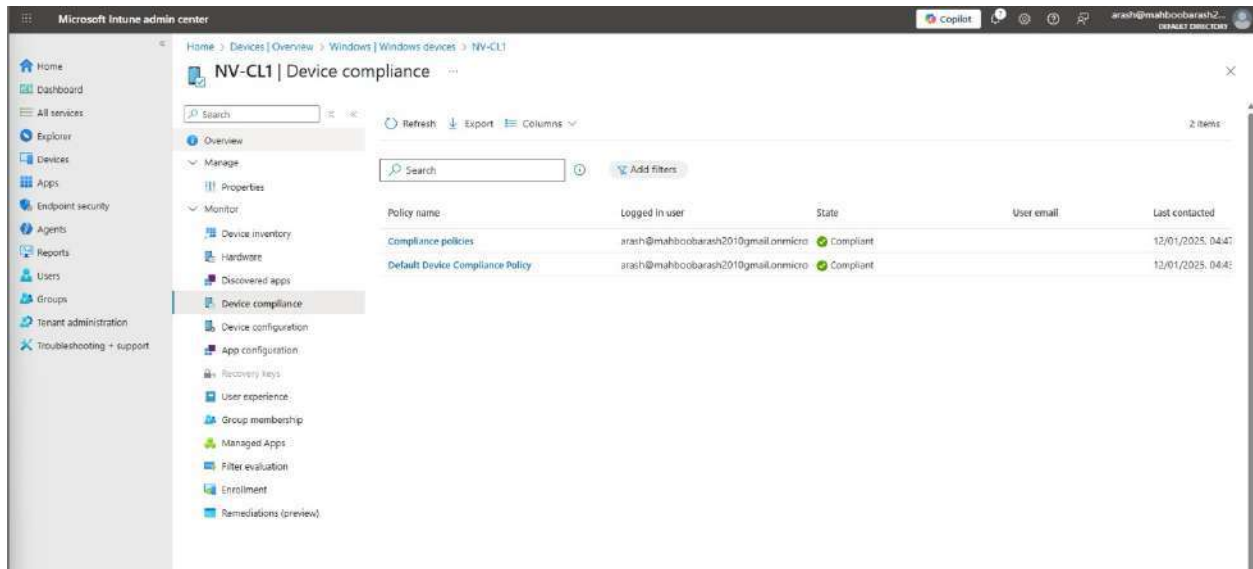 Microsoft Intune admin center
Copilot
arash@mahboobarash2...
DEFAULT DIRECTORY
Home > Devices | Overview > Windows | Windows devices > NV-CL1
NV-CL1 | Device compliance ...
Home
Dashboard
All services
Explorer
Devices
Apps
Endpoint security
Agents
Reports
Users
Groups
Tenant administration
Troubleshooting + support
Search
Overview
Manage
Properties
Monitor
Device inventory
Hardware
Discovered apps
Device compliance
Device configuration
App configuration
Recovery keys
User experience
Group membership
Managed Apps
Filter evaluation
Enrollment
Remediations (preview)
Refresh Export Columns 2 items
Search Add filters
Policy name Logged in user State User email Last contacted
Compliance policies arash@mahboobarash2010gmail.onmicro Compliant 12/01/2025, 04:47
Default Device Compliance Policy arash@mahboobarash2010gmail.onmicro Compliant 12/01/2025,